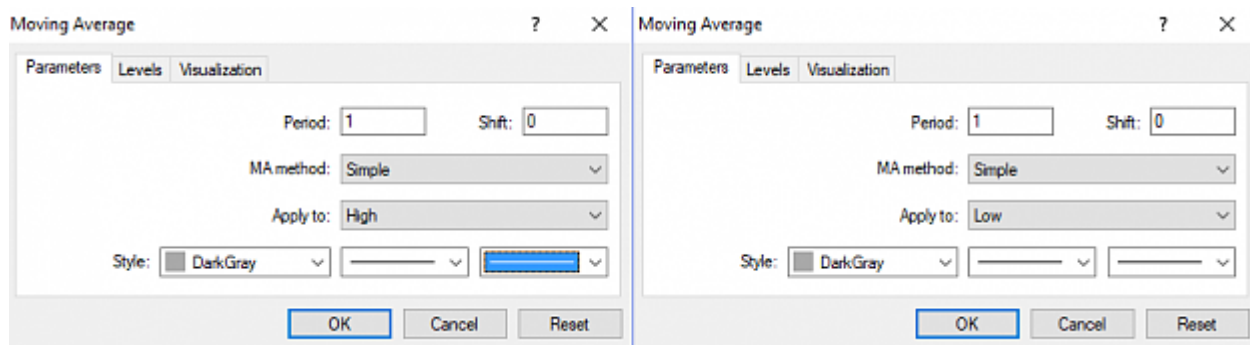 Moving Average ? ×
Parameters Levels Visualization
Period: 1 Shift: 0
MA method: Simple
Apply to: High
Style: DarkGray
OK Cancel Reset
Moving Average ? ×
Parameters Levels Visualization
Period: 1 Shift: 0
MA method: Simple
Apply to: Low
Style: DarkGray
OK Cancel Reset